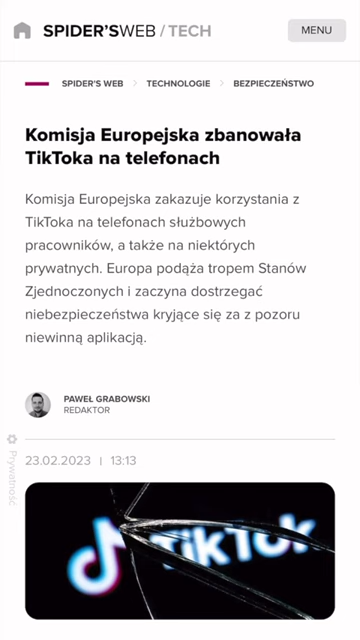 SPIDER'SWEB / TECH
MENU
SPIDER'S WEB > TECHNOLOGIE > BEZPIECZEŃSTWO
Komisja Europejska zbanowała
TikToka na telefonach
Komisja Europejska zakazuje korzystania z
TikToka na telefonach służbowych
pracowników, a także na niektórych
prywatnych. Europa podąża tropem Stanów
Zjednoczonych i zaczyna dostrzegać
niebezpieczeństwa kryjące się za z pozoru
niewinną aplikacją.
PAWEŁ GRABOWSKI
REDAKTOR
Prywatność
23.02.2023 | 13:13
TikTok